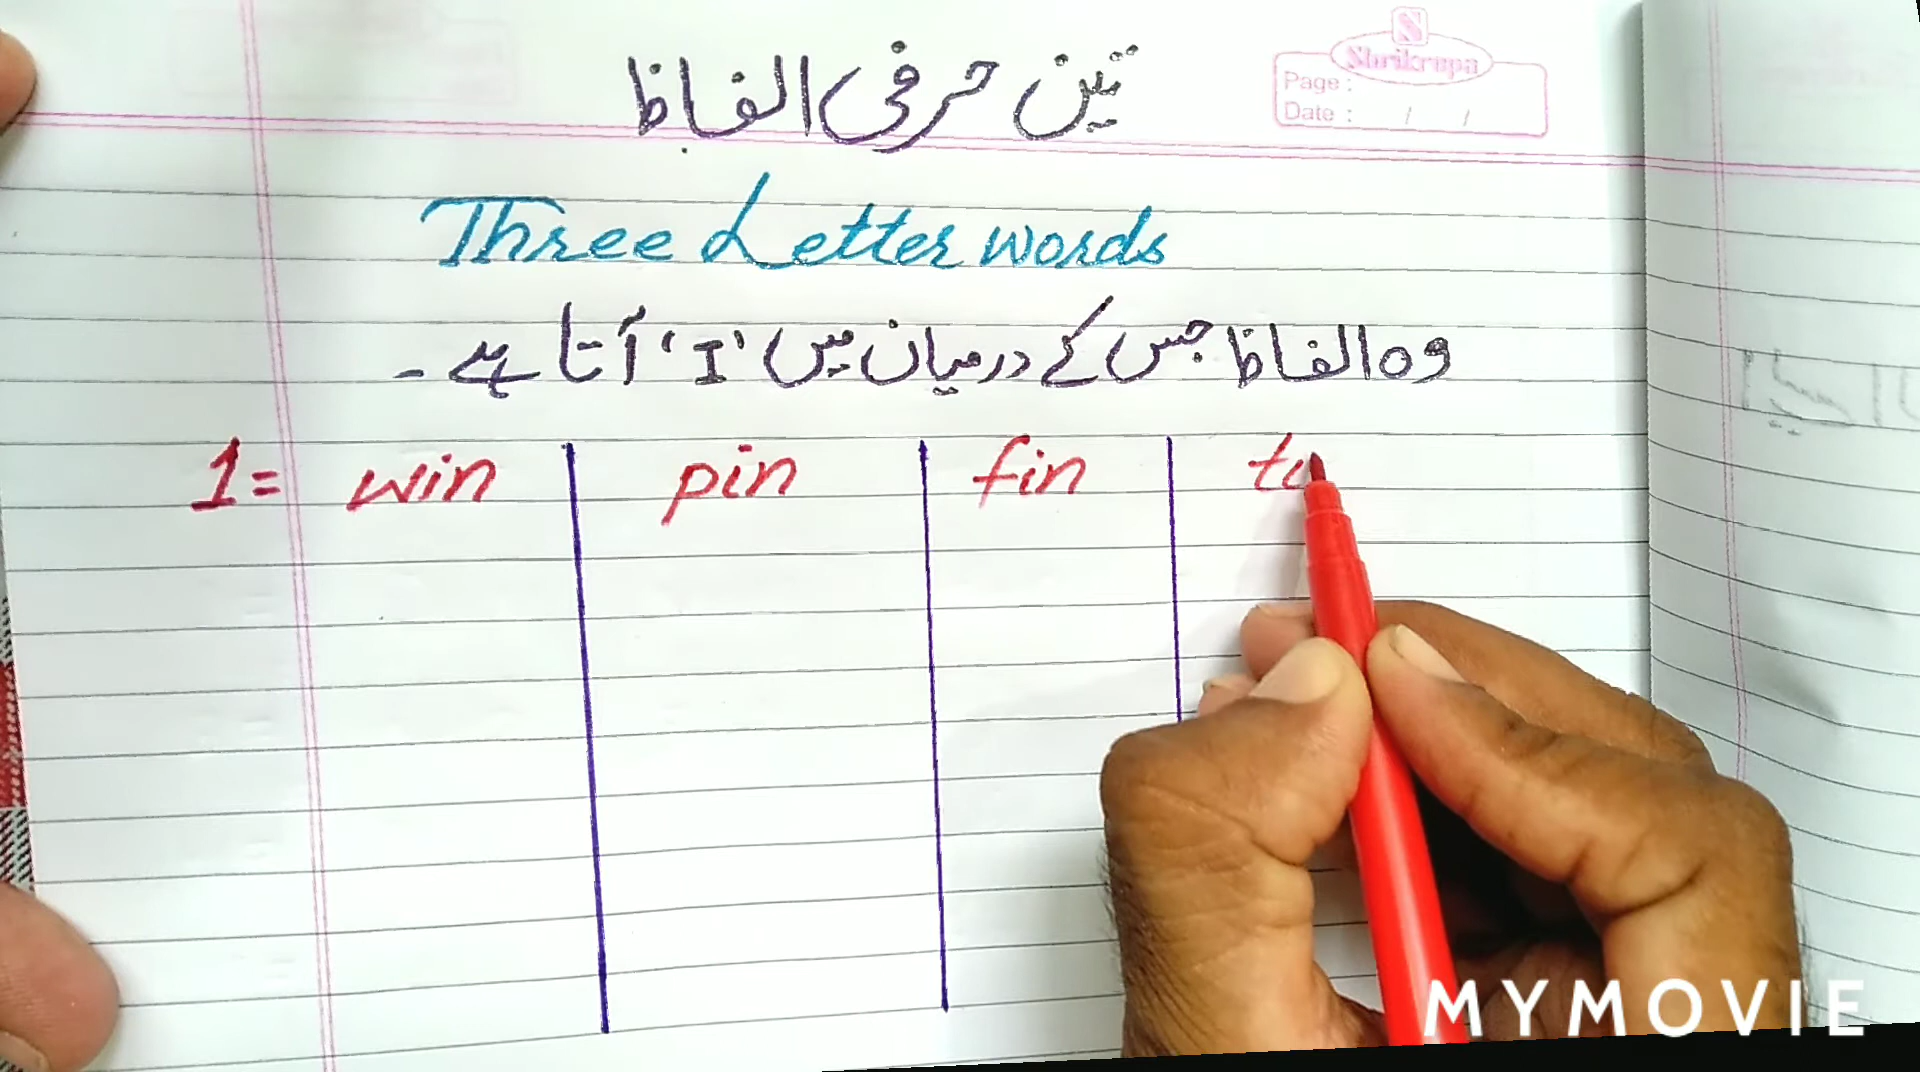 تین حرفی الفاظ
S
Shrikrupa
Page :
Date : / /
Three Letter words
وہ الفاظ جس کے درمیان میں 'I' آتا ہے ۔
1= win pin fin
MYMOVIE